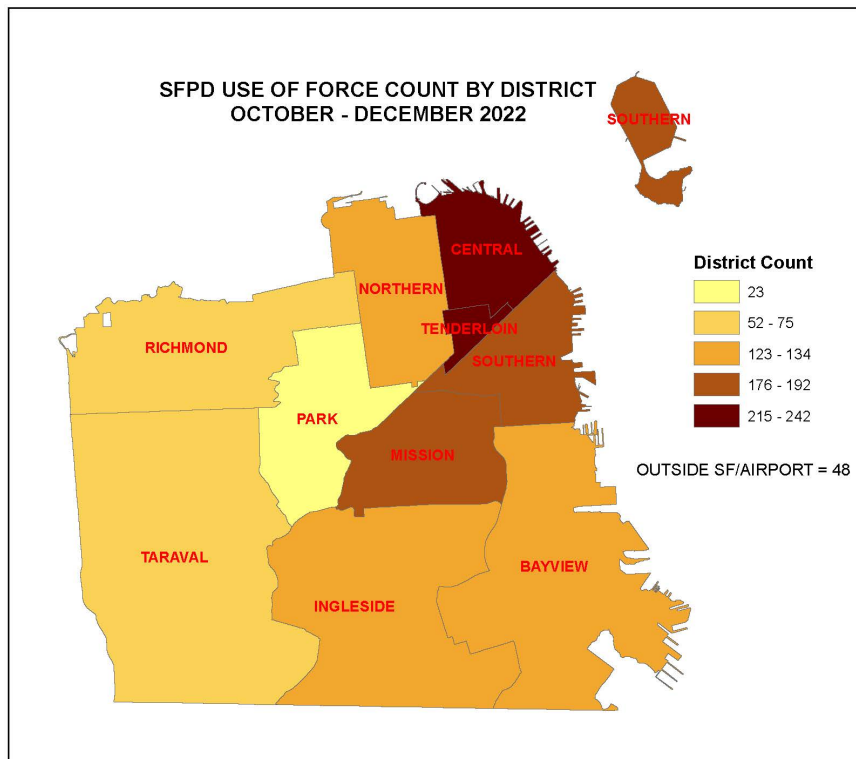 SFPD USE OF FORCE COUNT BY DISTRICT
OCTOBER - DECEMBER 2022
SOUTHERN
CENTRAL
NORTHERN
TENDERLOIN
RICHMOND
SOUTHERN
PARK
MISSION
TARAVAL
INGLESIDE
BAYVIEW
District Count
23
52 - 75
123 - 134
176 - 192
215 - 242
OUTSIDE SF/AIRPORT = 48